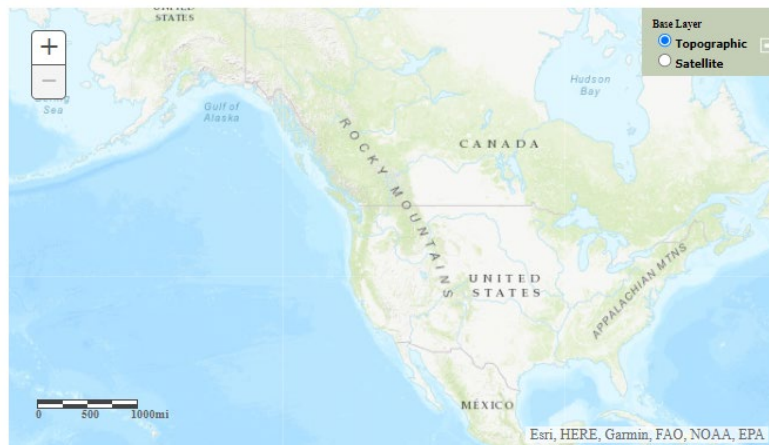 UNITED
STATES
Base Layer
Topographic
Satellite
+
−
Sea
Gulf of
Alaska
Hudson
Bay
ROCKY MOUNTAINS
CANADA
UNITED
STATES
APPALACHIAN MTNS
MÉXICO
0 500 1000mi
Esri, HERE, Garmin, FAO, NOAA, EPA